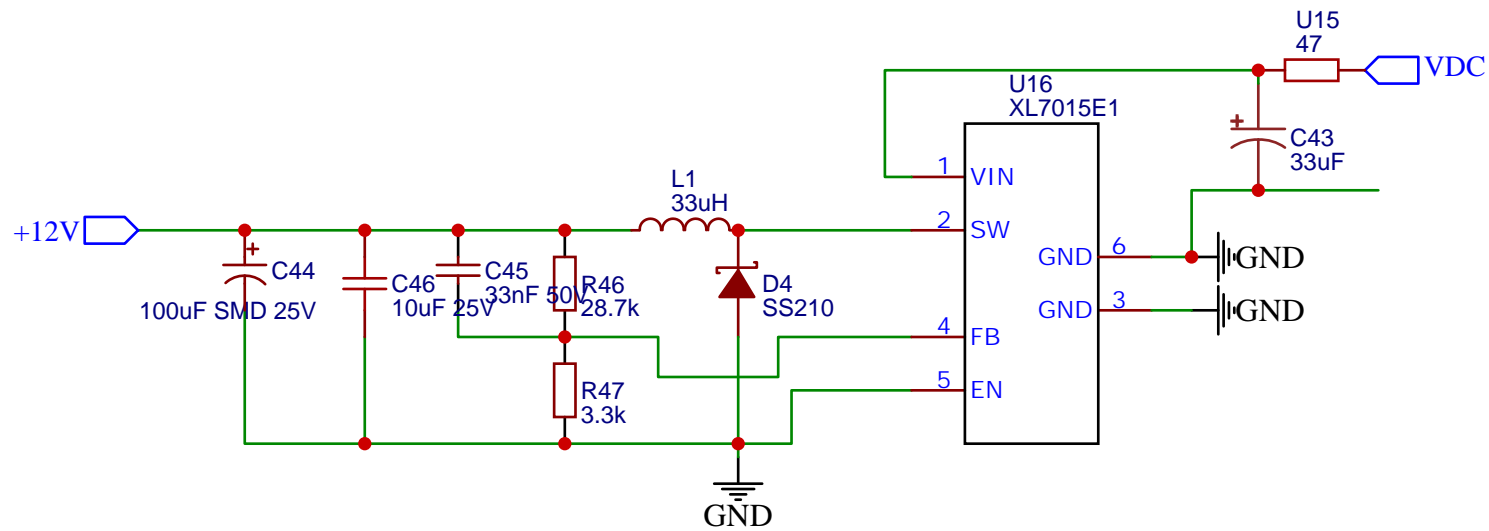 U15
47
VDC
U16
XL7015E1
C43
33uF
1
VIN
L1
33uH
+12V
2
SW
6
GND
GND
C44
100uF SMD 25V
C46
10uF 25V
C45
33nF 50V
R46
28.7k
D4
SS210
3
GND
GND
4
FB
5
EN
R47
3.3k
GND